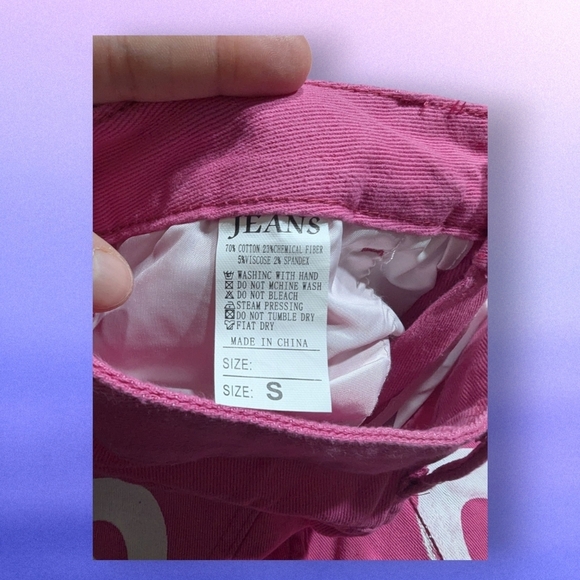 JEANS
70% COTTON 23%CHEMICAL FIBER
5%VISCOSE 2% SPANDEX
WASHINC WITH HAND
DO NOT MCHINE WASH
DO NOT BLEACH
STEAM PRESSING
DO NOT TUMBLE DRY
FIAT DRY
MADE IN CHINA
SIZE:
SIZE: S